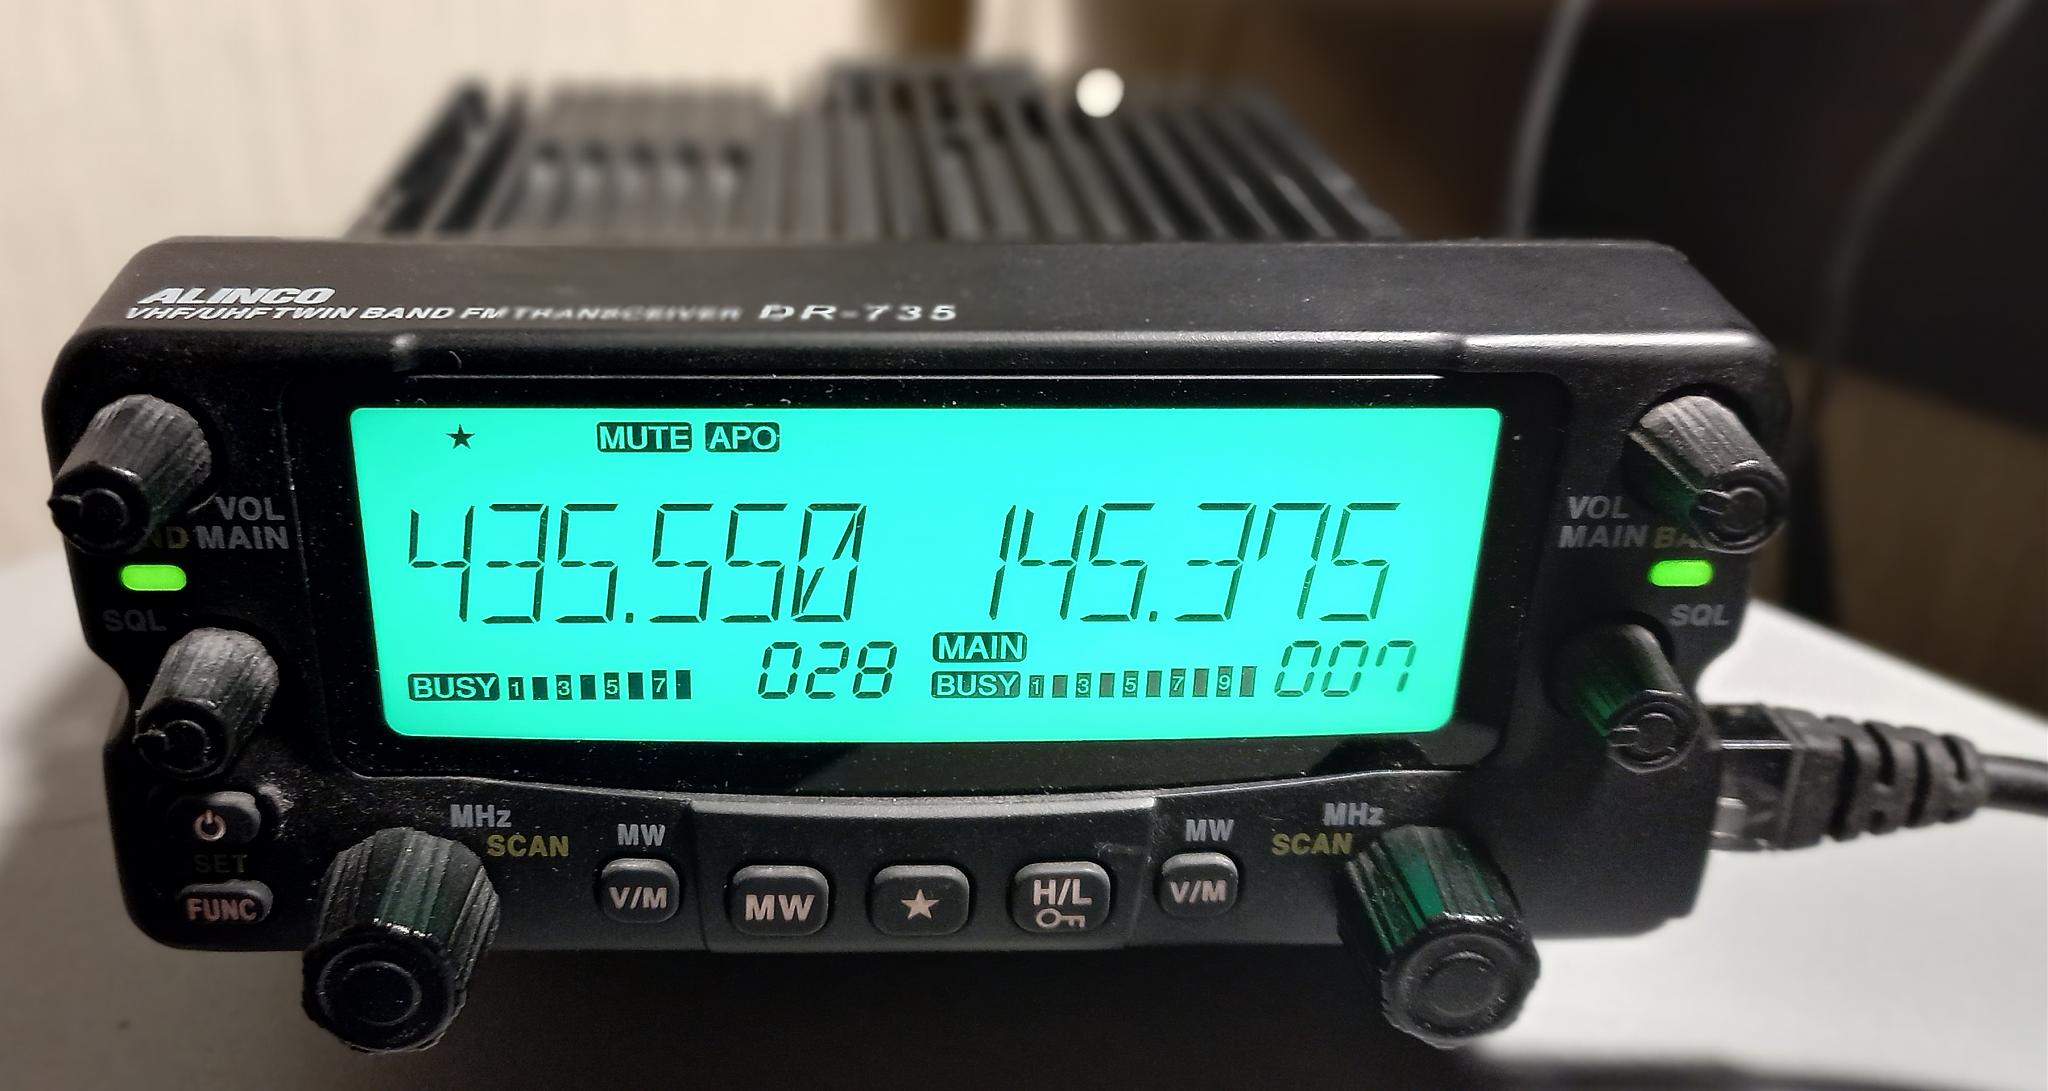 ALINCO
VHF/UHF TWIN BAND FM TRANSCEIVER DR-735
MUTE APO
435.550 145.375
MAIN
BUSY 1 3 5 7 028 BUSY 1 3 5 7 9 007
VOL
MAIN
SQL
VOL
MAIN
SQL
SET
FUNC
MHz
SCAN
MW
V/M
MW
H/L
MW
V/M
MHz
SCAN